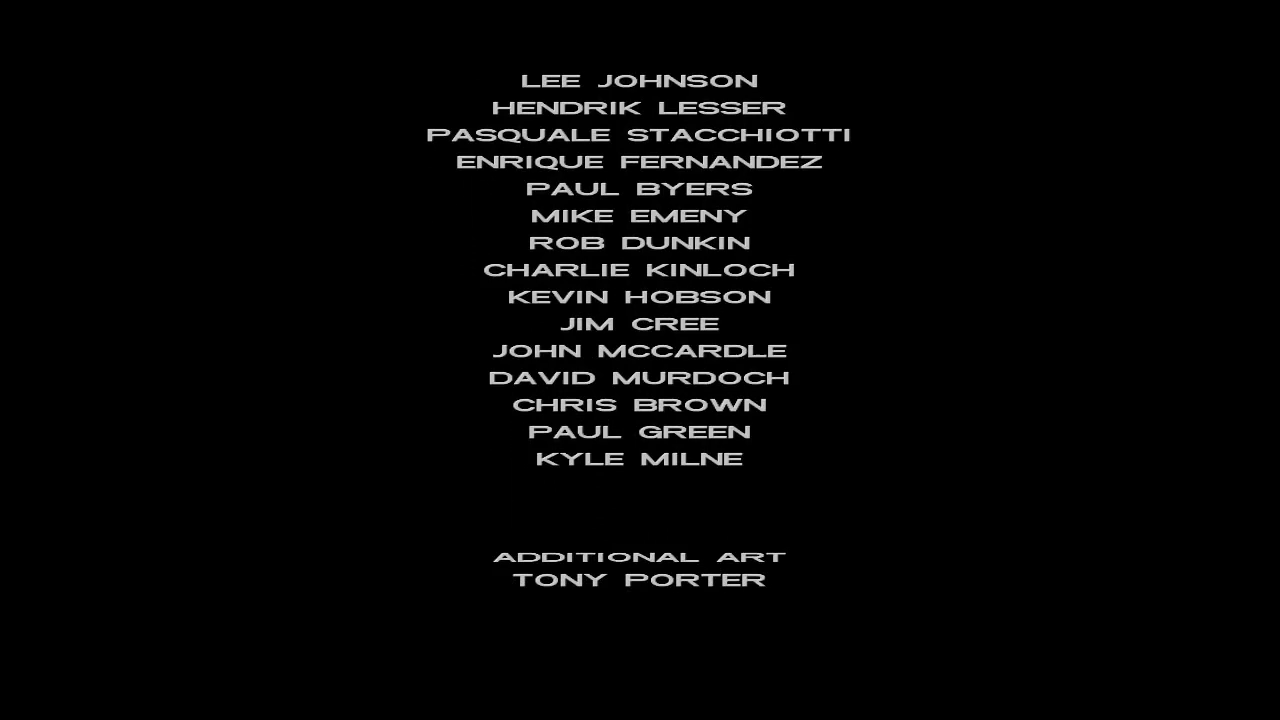 LEE JOHNSON
HENDRIK LESSER
PASQUALE STACCHIOTTI
ENRIQUE FERNANDEZ
PAUL BYERS
MIKE EMENY
ROB DUNKIN
CHARLIE KINLOCH
KEVIN HOBSON
JIM CREE
JOHN MCCARDLE
DAVID MURDOCH
CHRIS BROWN
PAUL GREEN
KYLE MILNE
ADDITIONAL ART
TONY PORTER